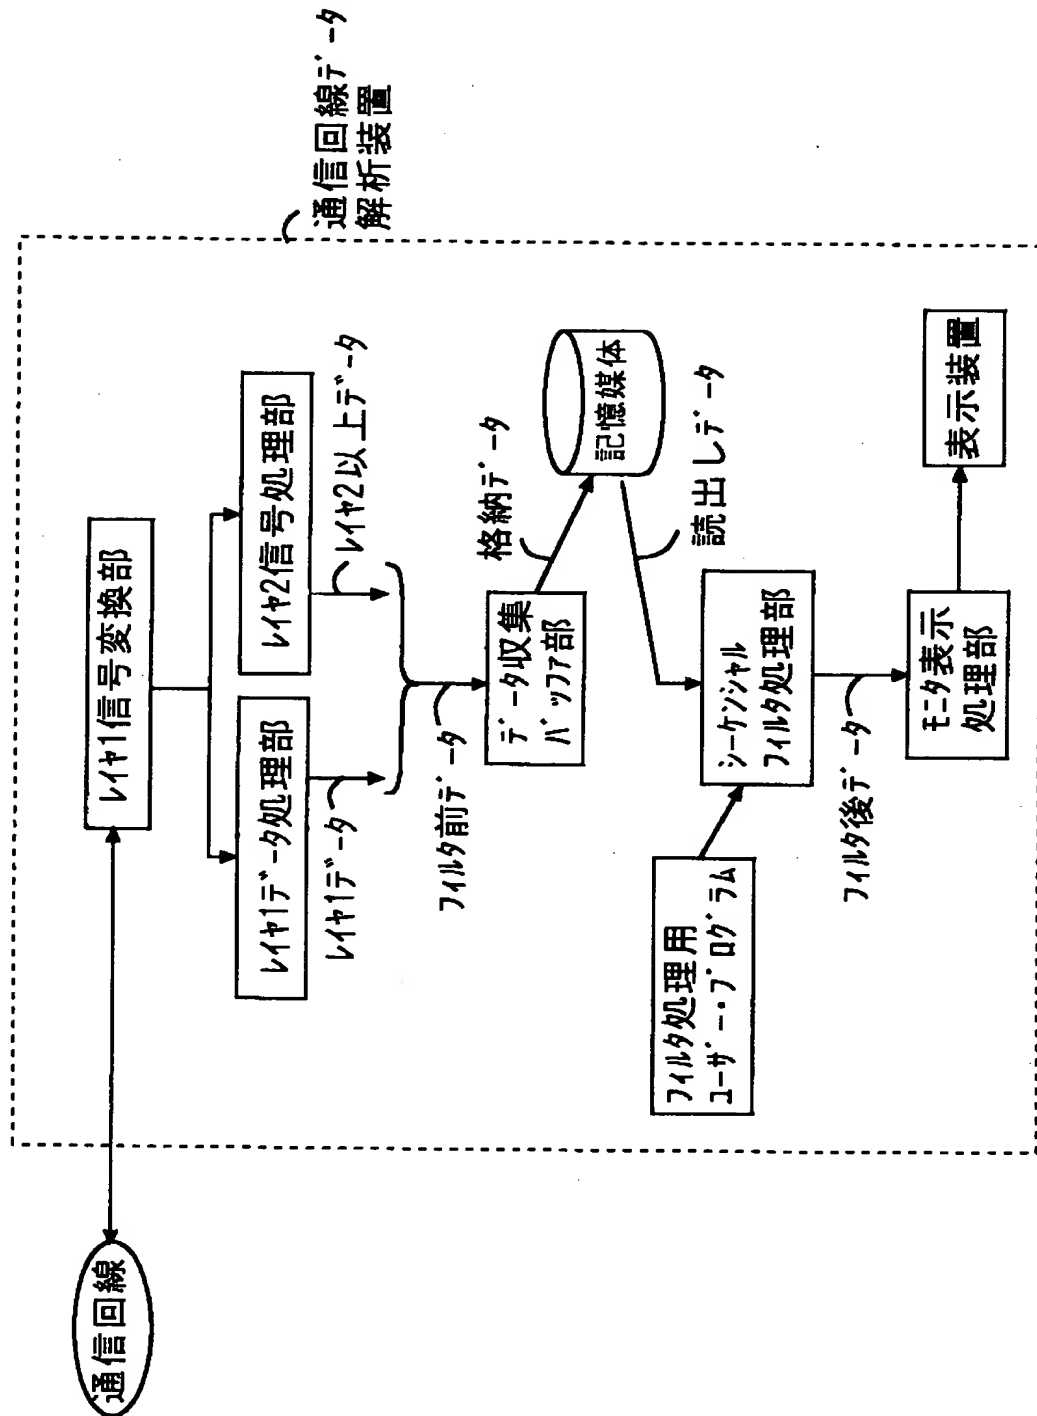 通信回線データ
解析装置
通信回線
レイヤ1信号変換部
レイヤ1データ処理部
レイヤ2信号処理部
レイヤ1データ
レイヤ2以上データ
フィルタ前データ
データ収集
バッファ部
格納データ
記憶媒体
読出しデータ
フィルタ処理用
ユーザー・プログラム
シーケンシャル
フィルタ処理部
フィルタ後データ
モニタ表示
処理部
表示装置